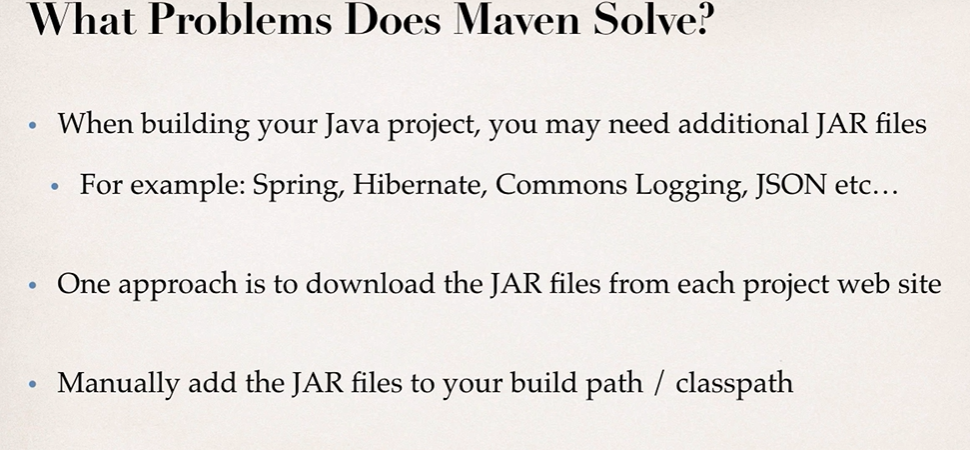 What Problems Does Maven Solve?
• When building your Java project, you may need additional JAR files
• For example: Spring, Hibernate, Commons Logging, JSON etc...
• One approach is to download the JAR files from each project web site
• Manually add the JAR files to your build path / classpath